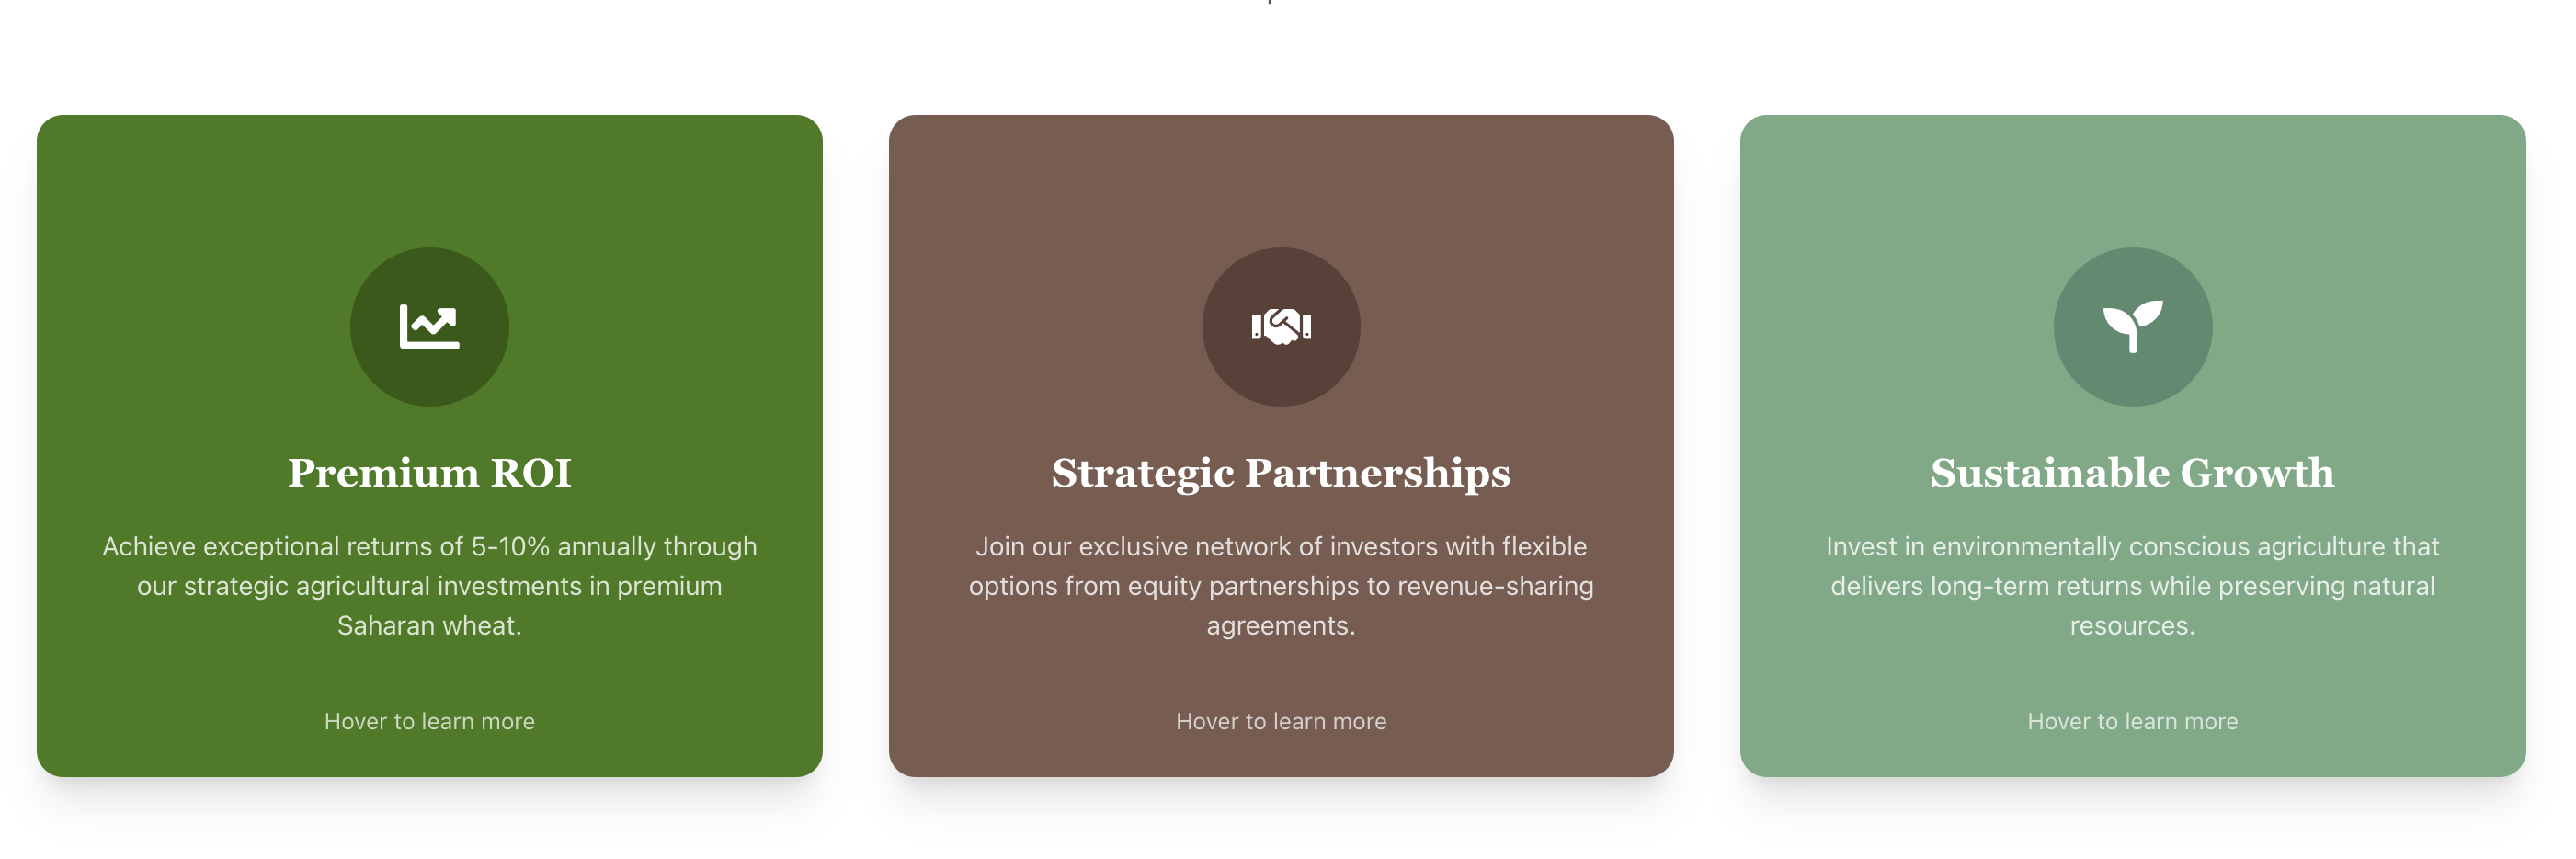 Premium ROI
Achieve exceptional returns of 5-10% annually through
our strategic agricultural investments in premium
Saharan wheat.
Hover to learn more
Strategic Partnerships
Join our exclusive network of investors with flexible
options from equity partnerships to revenue-sharing
agreements.
Hover to learn more
Sustainable Growth
Invest in environmentally conscious agriculture that
delivers long-term returns while preserving natural
resources.
Hover to learn more